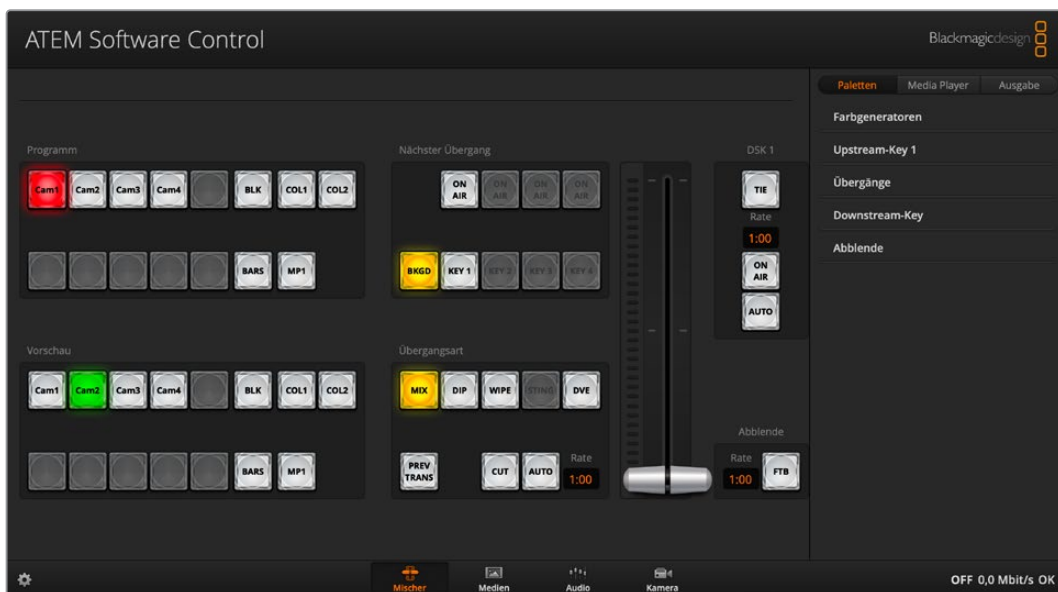 ATEM Software Control
Blackmagicdesign
Paletten Media Player Ausgabe
Farbgeneratoren
Upstream-Key 1
Übergänge
Downstream-Key
Abblende
Programm
Cam1 Cam2 Cam3 Cam4 BLK COL1 COL2
BARS MP1
Nächster Übergang
ON AIR ON AIR ON AIR ON AIR
BKGD KEY 1 KEY 2 KEY 3 KEY 4
DSK 1
TIE
Rate
1:00
ON AIR
AUTO
Vorschau
Cam1 Cam2 Cam3 Cam4 BLK COL1 COL2
BARS MP1
Übergangsart
MIX DIP WIPE STING DVE
PREV TRANS CUT AUTO Rate 1:00
Abblende
Rate
1:00 FTB
Mischer Medien Audio Kamera
OFF 0,0 Mbit/s OK